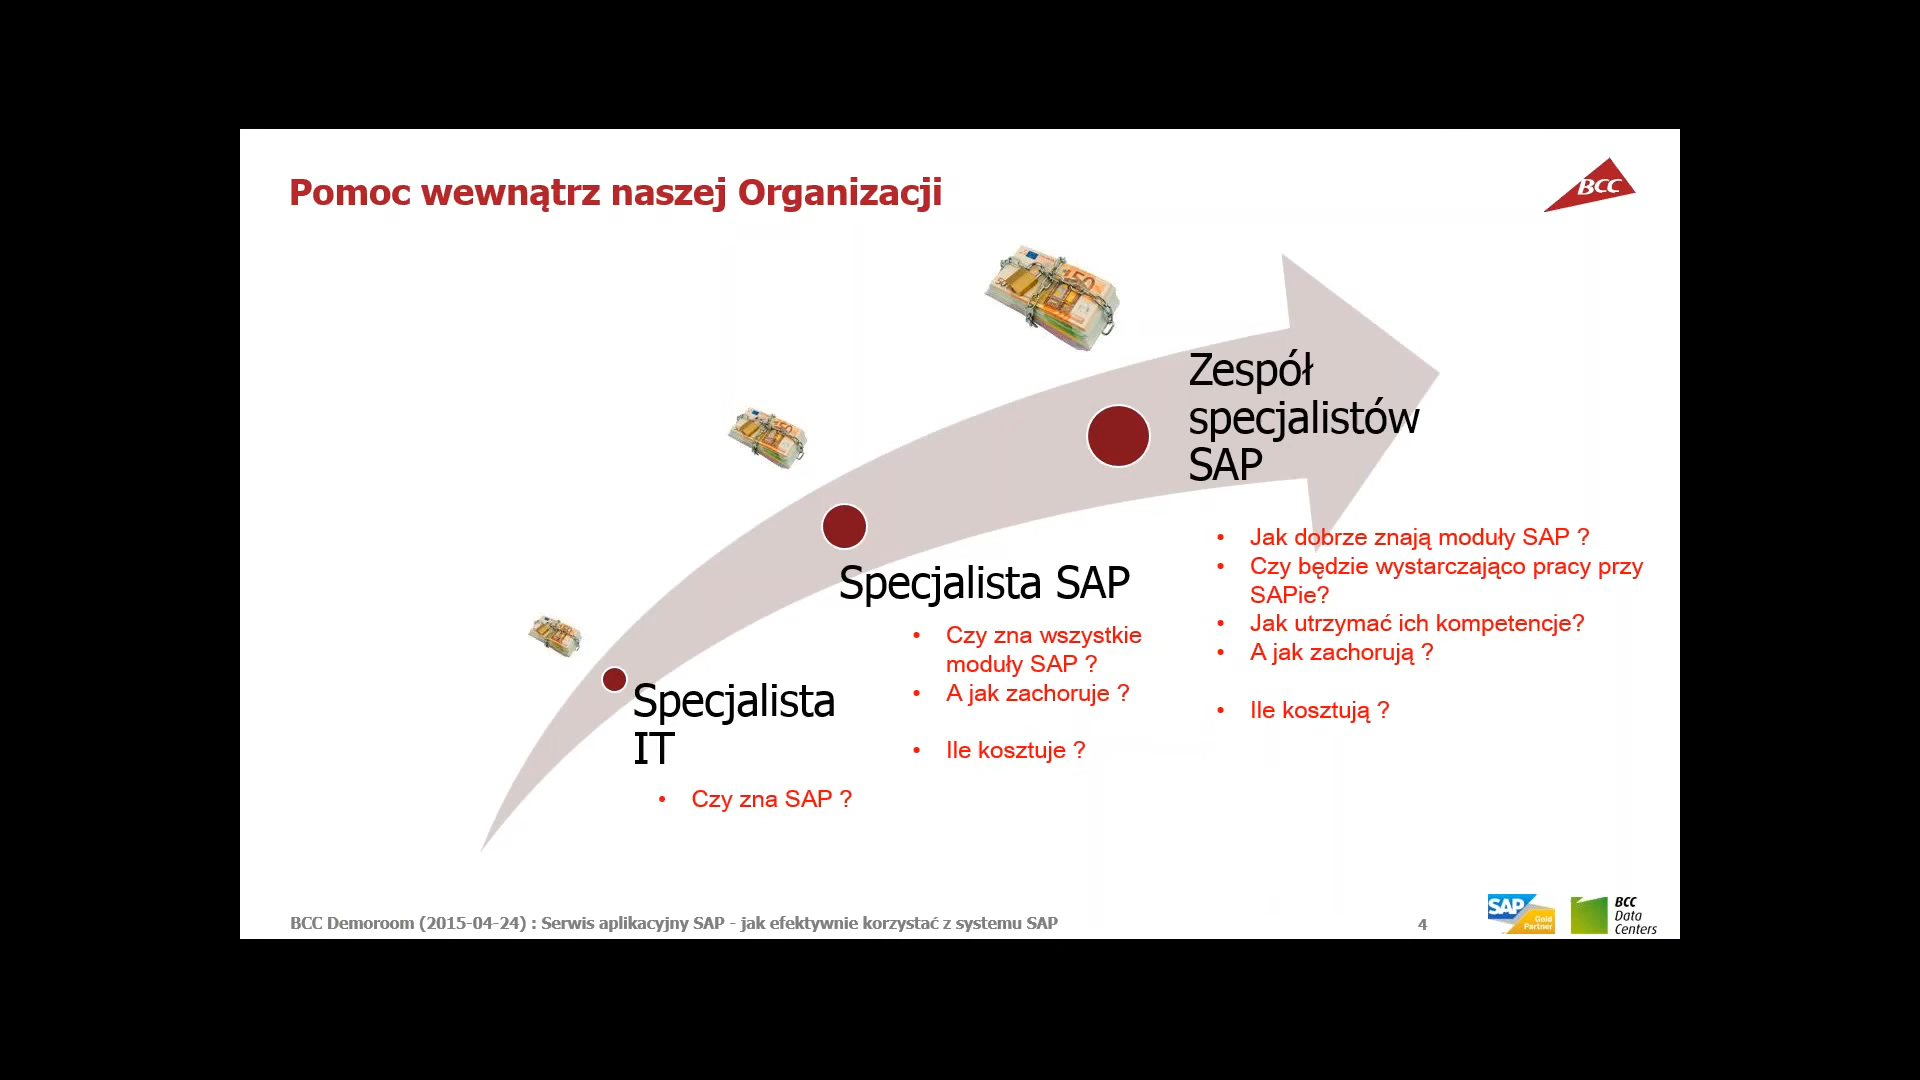 Pomoc wewnątrz naszej Organizacji
BCC
Zespół
specjalistów
SAP
• Jak dobrze znają moduły SAP ?
• Czy będzie wystarczająco pracy przy
SAPie?
• Jak utrzymać ich kompetencje?
• A jak zachorują ?
• Ile kosztują ?
Specjalista SAP
• Czy zna wszystkie
moduły SAP ?
• A jak zachoruje ?
• Ile kosztuje ?
Specjalista
IT
• Czy zna SAP ?
BCC Demoroom (2015-04-24) : Serwis aplikacyjny SAP - jak efektywnie korzystać z systemu SAP
4
SAP
Gold
Partner
BCC
Data
Centers